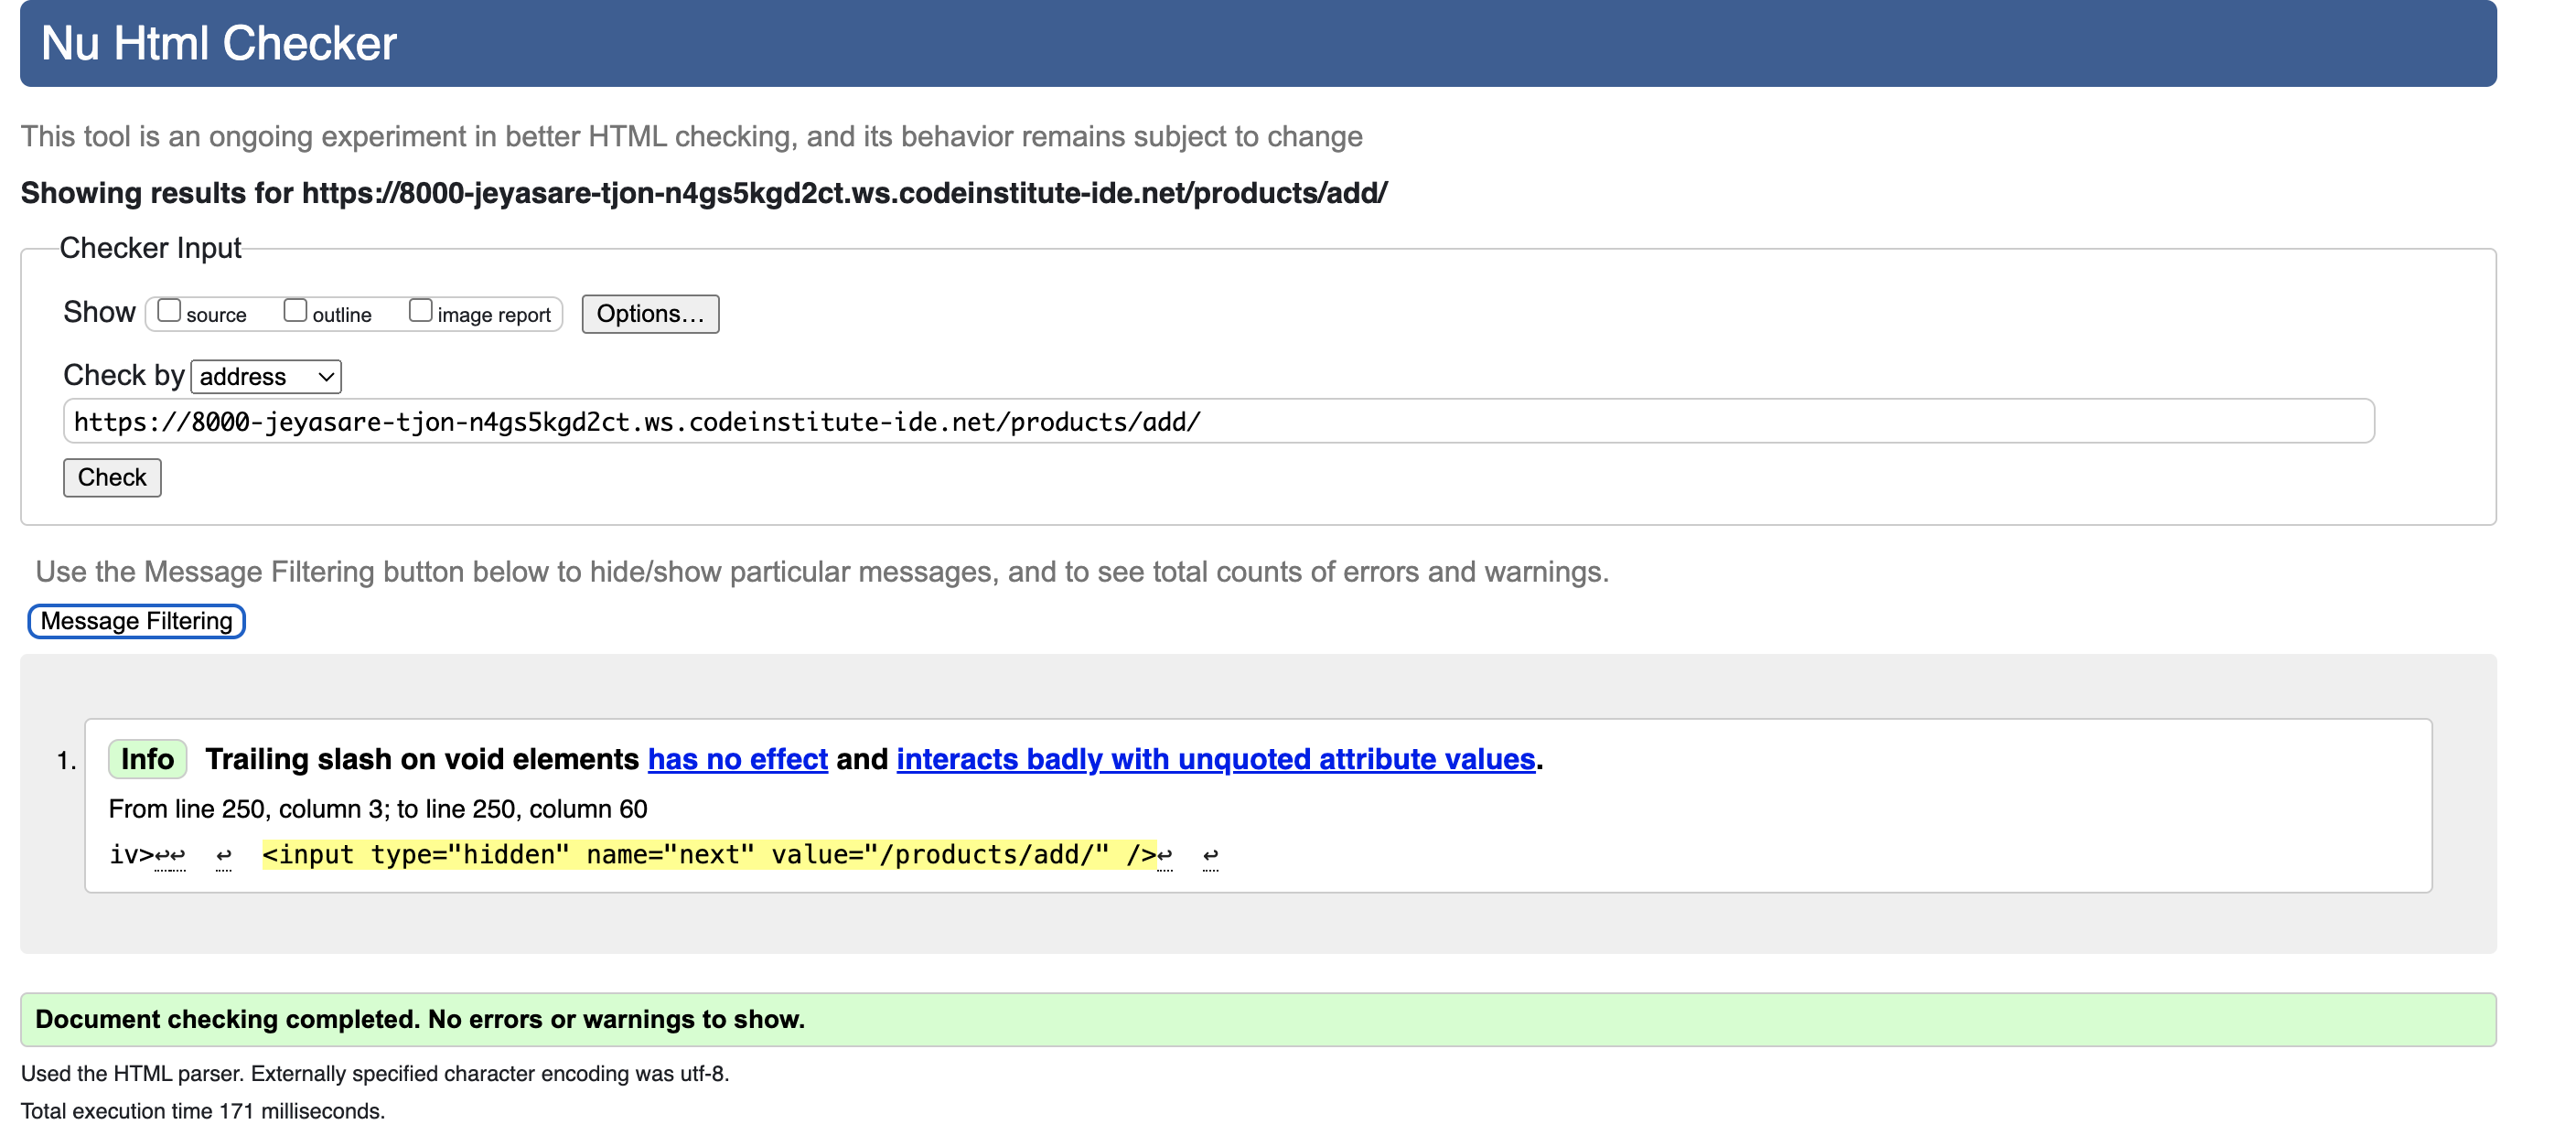 Nu Html Checker
This tool is an ongoing experiment in better HTML checking, and its behavior remains subject to change
Showing results for https://8000-jeyasare-tjon-n4gs5kgd2ct.ws.codeinstitute-ide.net/products/add/
Checker Input
Show source outline image report Options...
Check by address
https://8000-jeyasare-tjon-n4gs5kgd2ct.ws.codeinstitute-ide.net/products/add/
Check
Use the Message Filtering button below to hide/show particular messages, and to see total counts of errors and warnings.
Message Filtering
1. Info Trailing slash on void elements has no effect and interacts badly with unquoted attribute values.
From line 250, column 3; to line 250, column 60
iv>↩↩ ↩ <input type="hidden" name="next" value="/products/add/" />↩ ↩
Document checking completed. No errors or warnings to show.
Used the HTML parser. Externally specified character encoding was utf-8.
Total execution time 171 milliseconds.